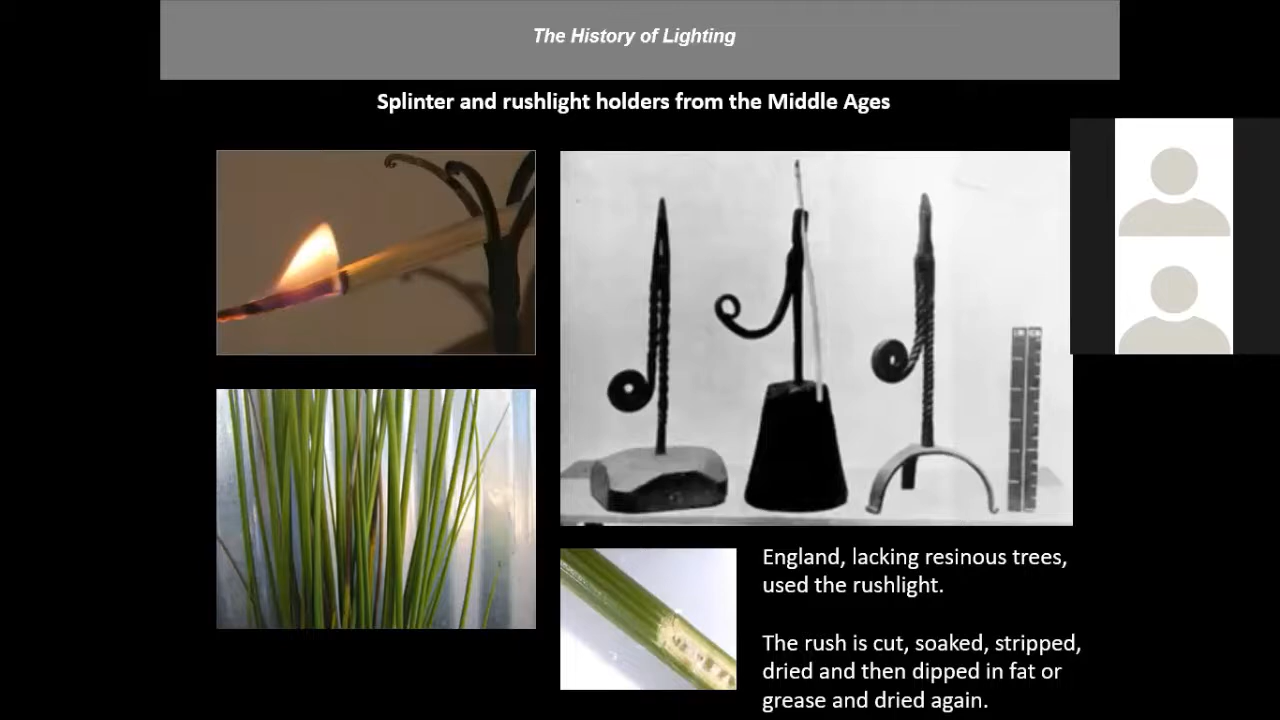 The History of Lighting
Splinter and rushlight holders from the Middle Ages
England, lacking resinous trees,
used the rushlight.
The rush is cut, soaked, stripped,
dried and then dipped in fat or
grease and dried again.